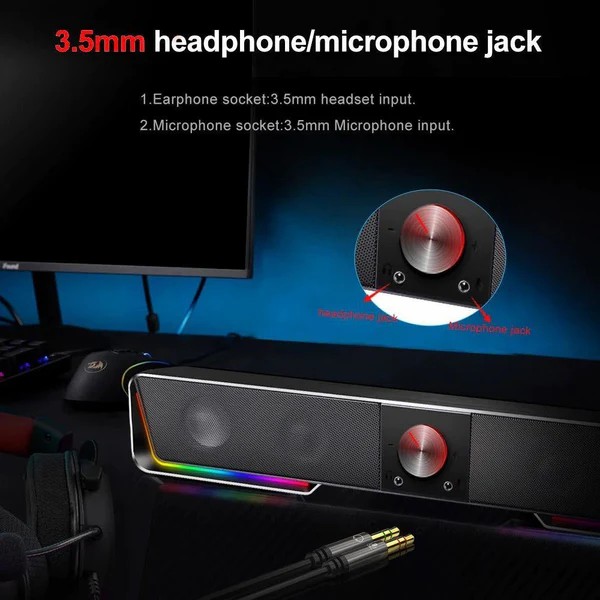 3.5mm headphone/microphone jack
1.Earphone socket:3.5mm headset input.
2.Microphone socket:3.5mm Microphone input.
Headphone jack
Microphone jack